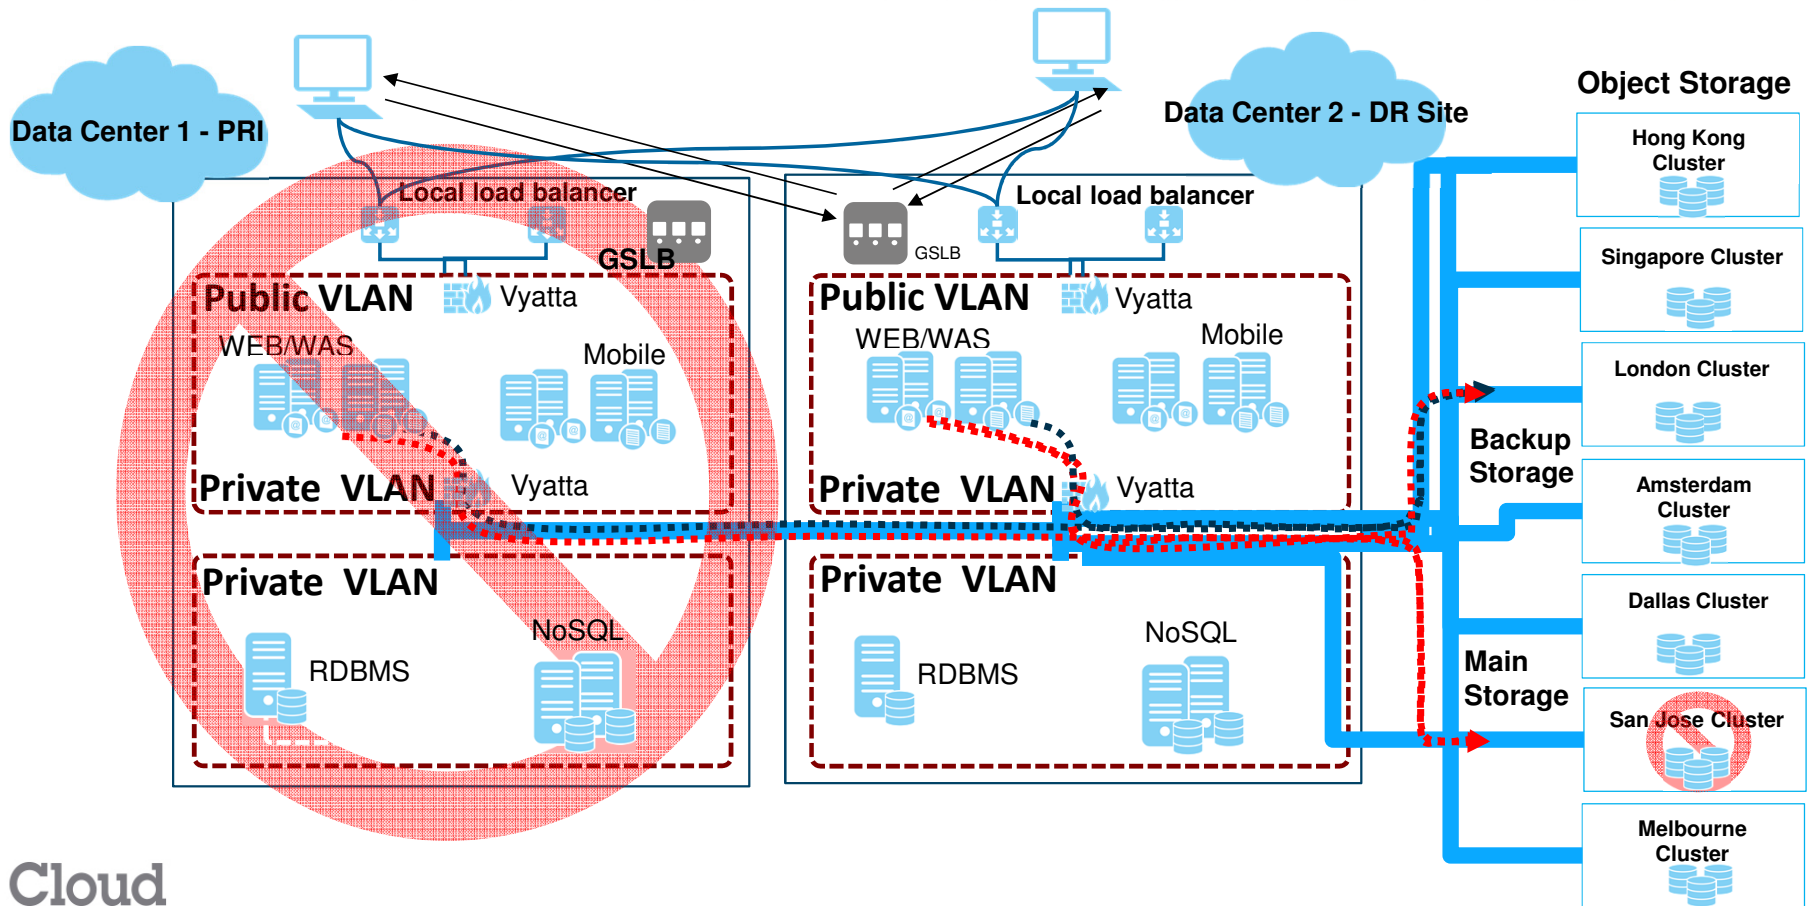 Data Center 1 - PRI
Data Center 2 - DR Site
Object Storage
Local load balancer
GSLB
Public VLAN
Vyatta
WEB/WAS
Mobile
Private VLAN
Vyatta
Private VLAN
RDBMS
NoSQL
Local load balancer
GSLB
Public VLAN
Vyatta
WEB/WAS
Mobile
Private VLAN
Vyatta
Private VLAN
RDBMS
NoSQL
Hong Kong
Cluster
Singapore Cluster
London Cluster
Backup
Storage
Amsterdam
Cluster
Dallas Cluster
Main
Storage
San Jose Cluster
Melbourne
Cluster
Cloud